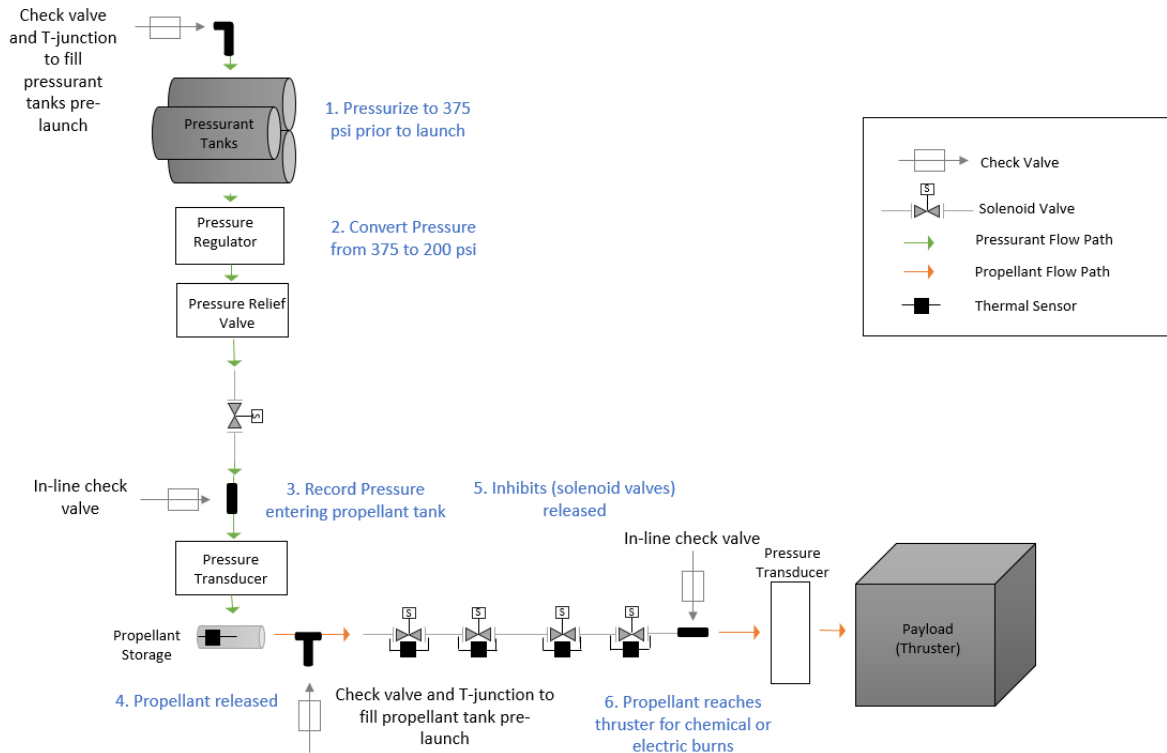 Check valve
and T-junction
to fill
pressurant
tanks pre-
launch
Pressurant
Tanks
1. Pressurize to 375
psi prior to launch
Pressure
Regulator
2. Convert Pressure
from 375 to 200 psi
Pressure Relief
Valve
S
In-line check
valve
3. Record Pressure
entering propellant tank
5. Inhibits (solenoid valves)
released
Pressure
Transducer
In-line check valve
Pressure
Transducer
Propellant
Storage
S
S
S
S
Payload
(Thruster)
4. Propellant released
Check valve and T-junction to
fill propellant tank pre-
launch
6. Propellant reaches
thruster for chemical or
electric burns
Check Valve
S
Solenoid Valve
Pressurant Flow Path
Propellant Flow Path
Thermal Sensor